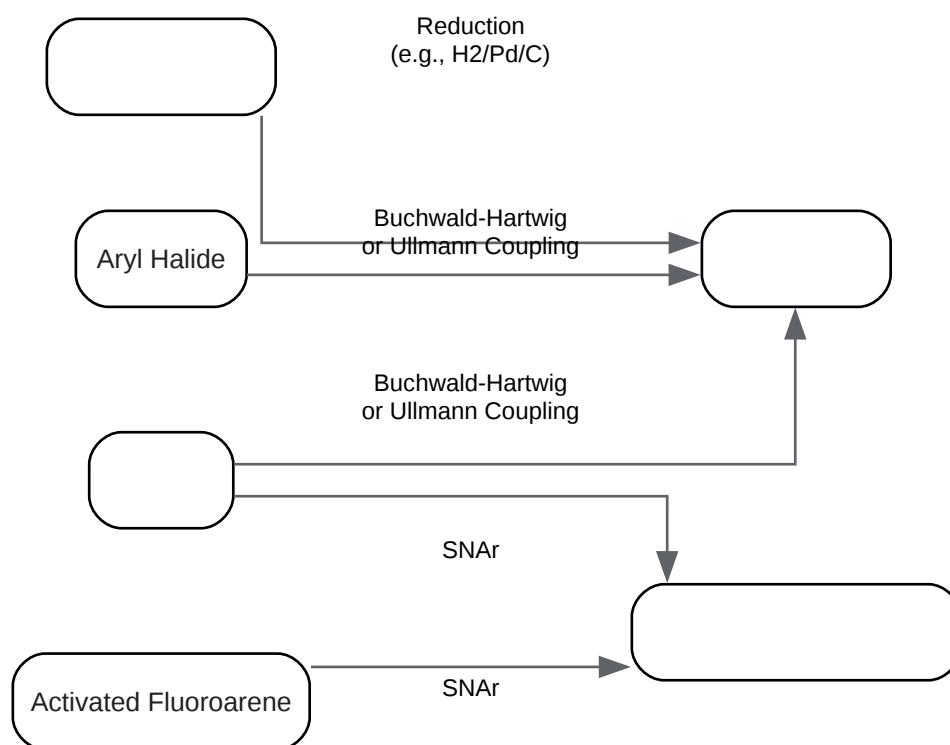 Reduction
(e.g., H2/Pd/C)
Buchwald-Hartwig
or Ullmann Coupling
Aryl Halide
Buchwald-Hartwig
or Ullmann Coupling
SNAr
SNAr
Activated Fluoroarene